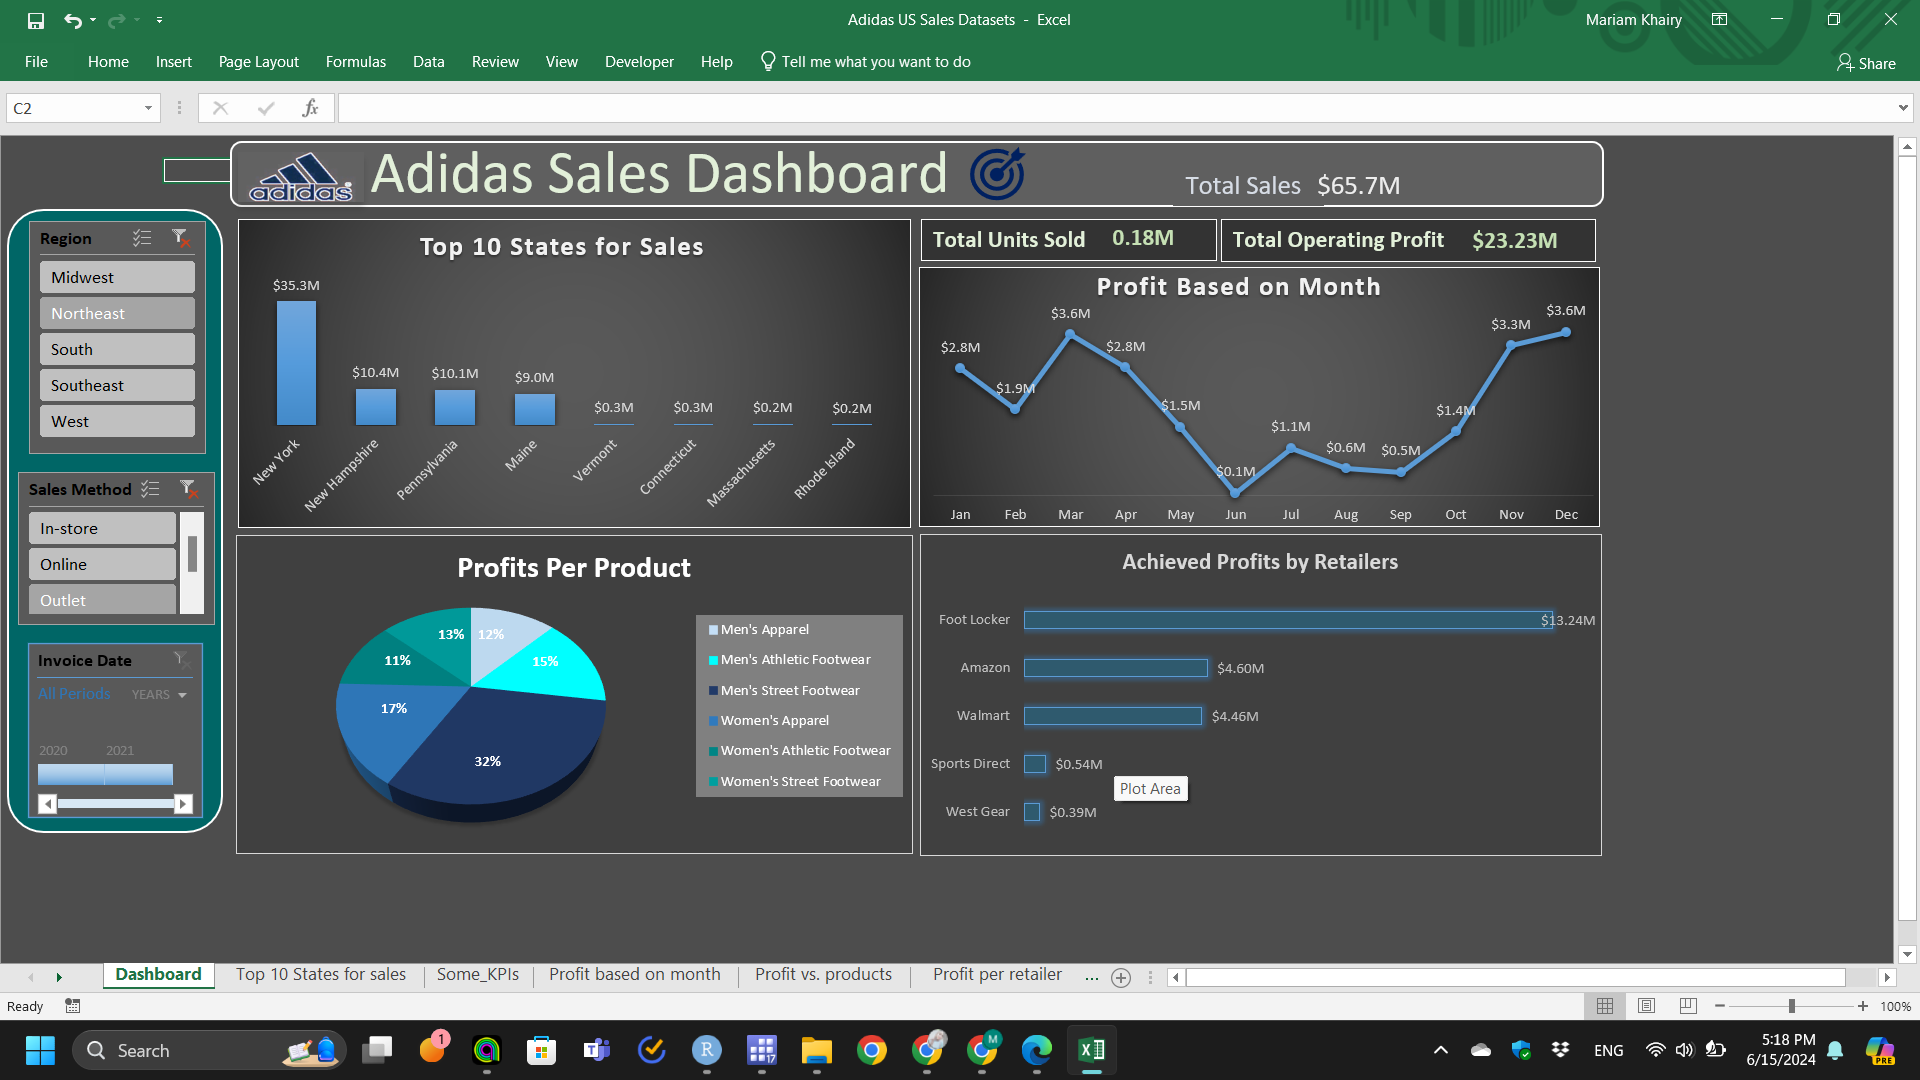 Adidas US Sales Datasets - Excel
Mariam Khairy
File Home Insert Page Layout Formulas Data Review View Developer Help Tell me what you want to do
Share
C2
fx
adidas
Adidas Sales Dashboard
Total Sales $65.7M
Region
Midwest
Northeast
South
Southeast
West
Sales Method
In-store
Online
Outlet
Invoice Date
All Periods YEARS
2020 2021
Top 10 States for Sales
$35.3M
$10.4M
$10.1M
$9.0M
$0.3M
$0.3M
$0.2M
$0.2M
New York
New Hampshire
Pennsylvania
Maine
Vermont
Connecticut
Massachusetts
Rhode Island
Total Units Sold 0.18M
Total Operating Profit $23.23M
Profit Based on Month
$2.8M
$1.9M
$3.6M
$2.8M
$1.5M
$0.1M
$1.1M
$0.6M
$0.5M
$1.4M
$3.3M
$3.6M
Jan Feb Mar Apr May Jun Jul Aug Sep Oct Nov Dec
Profits Per Product
12%
15%
32%
17%
11%
13%
Men's Apparel
Men's Athletic Footwear
Men's Street Footwear
Women's Apparel
Women's Athletic Footwear
Women's Street Footwear
Achieved Profits by Retailers
Foot Locker $13.24M
Amazon $4.60M
Walmart $4.46M
Sports Direct $0.54M
Plot Area
West Gear $0.39M
Dashboard Top 10 States for sales Some_KPIs Profit based on month Profit vs. products Profit per retailer ...
Ready
100%
Search
1
R
17
M
ENG
5:18 PM
6/15/2024
PRE